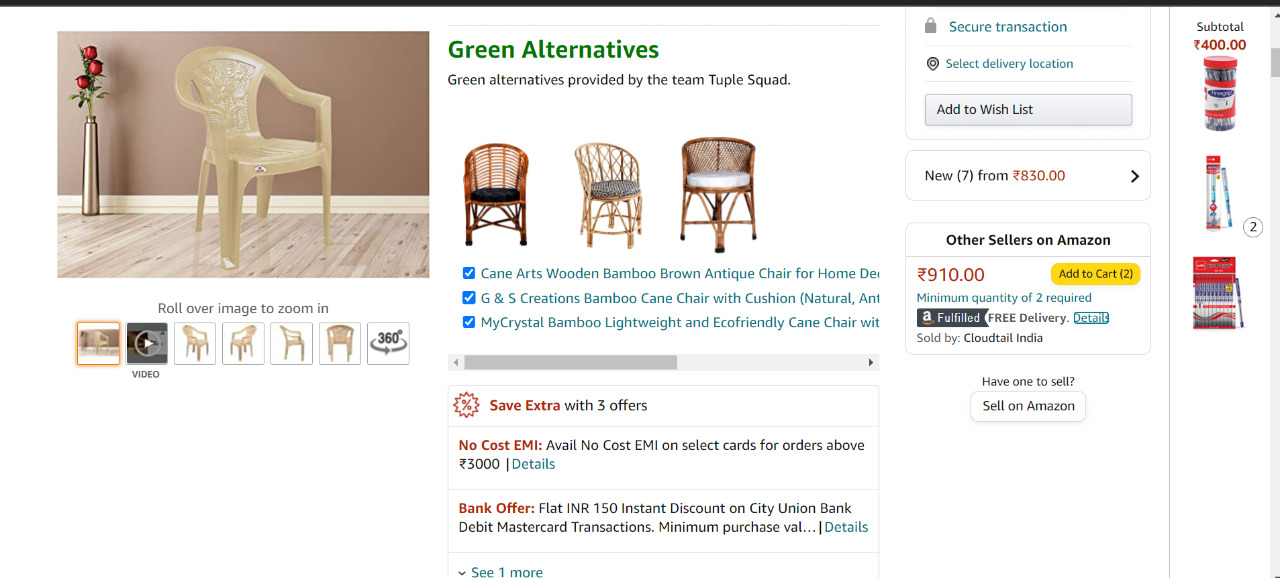 Roll over image to zoom in
360°
VIDEO
Green Alternatives
Green alternatives provided by the team Tuple Squad.
Cane Arts Wooden Bamboo Brown Antique Chair for Home
G & S Creations Bamboo Cane Chair with Cushion (Natural,
MyCrystal Bamboo Lightweight and Ecofriendly Cane Chair
Save Extra with 3 offers
No Cost EMI: Avail No Cost EMI on select cards for orders above
₹3000 | Details
Bank Offer: Flat INR 150 Instant Discount on City Union Bank
Debit Mastercard Transactions. Minimum purchase val… | Details
See 1 more
Secure transaction
Select delivery location
Add to Wish List
New (7) from ₹830.00
Other Sellers on Amazon
₹910.00
Add to Cart (2)
Minimum quantity of 2 required
a Fulfilled FREE Delivery. Details
Sold by: Cloudtail India
Have one to sell?
Sell on Amazon
Subtotal
₹400.00
2